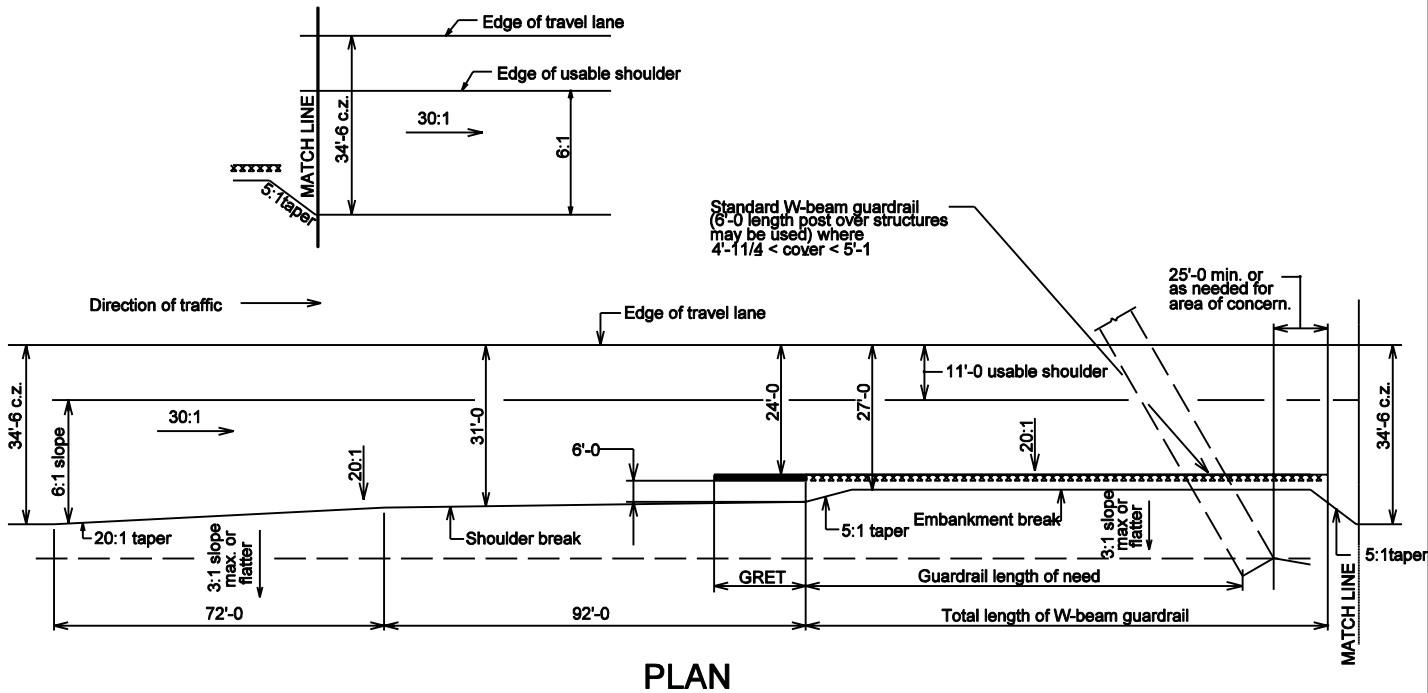 Edge of travel lane
Edge of usable shoulder
MATCH LINE
34'-6 c.z.
30:1
6:1
5:1taper
Standard W-beam guardrail
(6'-0 length post over structures
may be used) where
4'-11/4 < cover < 5'-1
25'-0 min. or
as needed for
area of concern.
Direction of traffic
Edge of travel lane
34'-6 c.z.
6:1 slope
30:1
20:1
31'-0
6'-0
24'-0
27'-0
11'-0 usable shoulder
20:1
34'-6 c.z.
20:1 taper
3:1 slope
max. or
flatter
Shoulder break
5:1 taper
Embankment break
3:1 slope
max or
flatter
5:1taper
GRET
Guardrail length of need
72'-0
92'-0
Total length of W-beam guardrail
MATCH LINE
PLAN